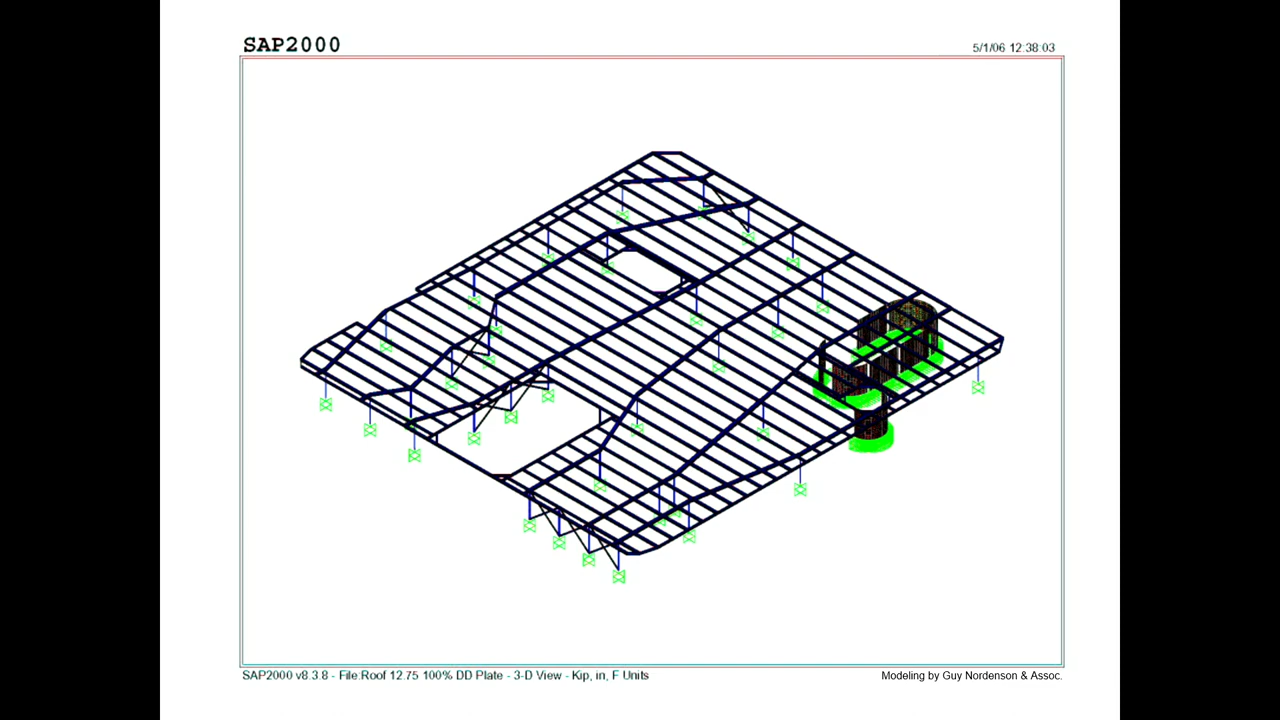 SAP2000
5/1/06 12:38:03
SAP2000 v8.3.8 - File:Roof 12.75 100% DD Plate - 3-D View - Kip, in, F Units
Modeling by Guy Nordenson & Assoc.